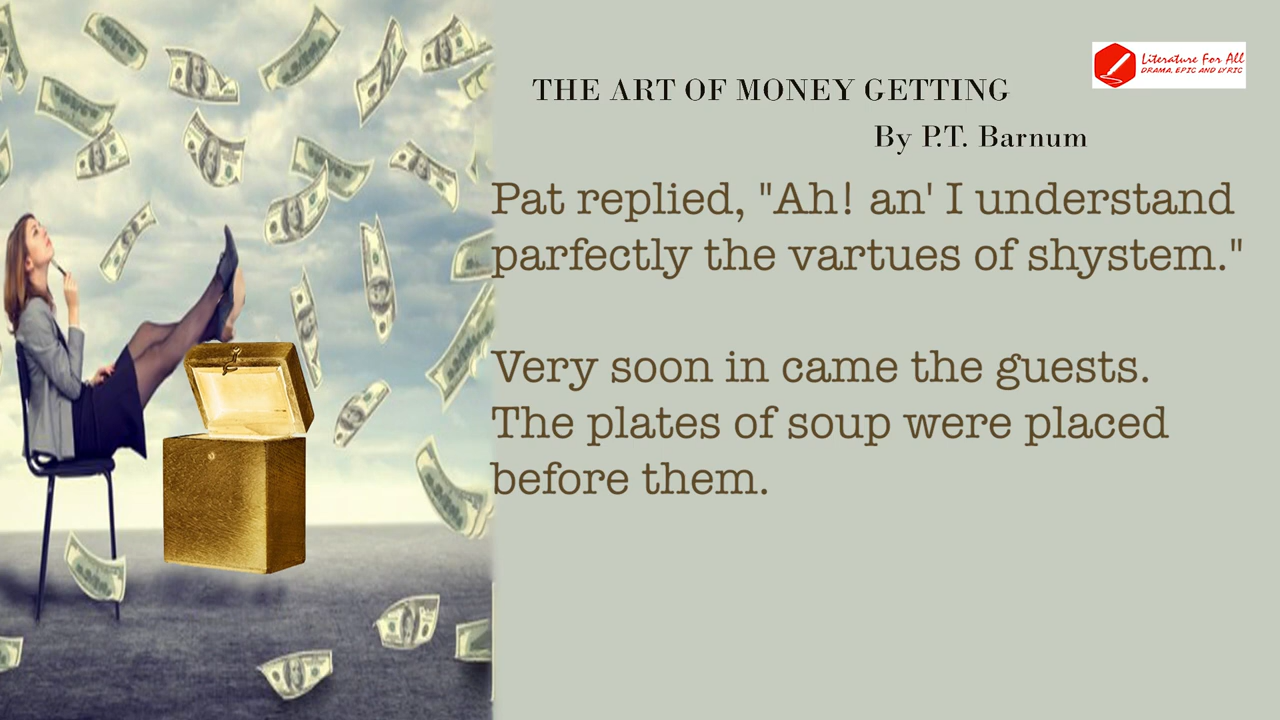 Literature For All
DRAMA, EPIC AND LYRIC
THE ART OF MONEY GETTING
By P.T. Barnum
Pat replied, "Ah! an' I understand
parfectly the vartues of shystem."
Very soon in came the guests.
The plates of soup were placed
before them.